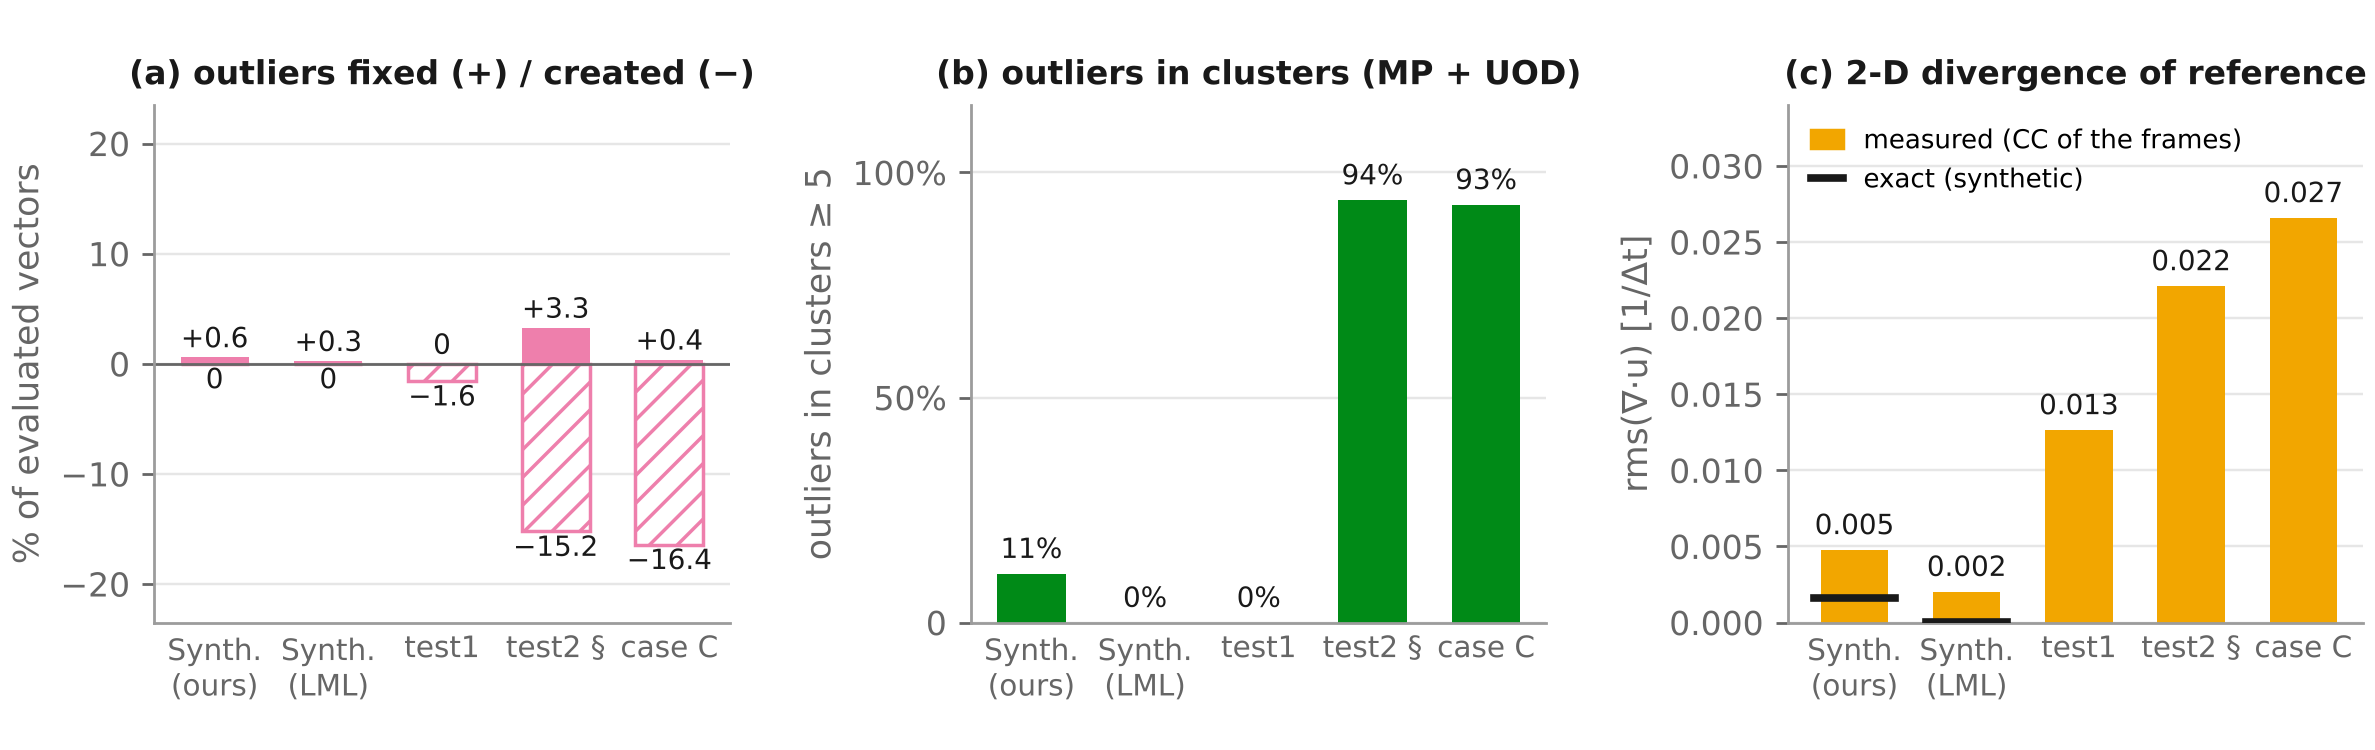 (a) outliers fixed (+) / created (−)
% of evaluated vectors
20
10
0
−10
−20
+0.6
0
+0.3
0
0
−1.6
+3.3
−15.2
+0.4
−16.4
Synth.
(ours)
Synth.
(LML)
test1
test2 §
case C
(b) outliers in clusters (MP + UOD)
outliers in clusters ≥ 5
100%
50%
0
11%
0%
0%
94%
93%
Synth.
(ours)
Synth.
(LML)
test1
test2 §
case C
(c) 2-D divergence of reference
rms(∇·u) [1/Δt]
measured (CC of the frames)
exact (synthetic)
0.030
0.025
0.020
0.015
0.010
0.005
0.000
0.005
0.002
0.013
0.022
0.027
Synth.
(ours)
Synth.
(LML)
test1
test2 §
case C